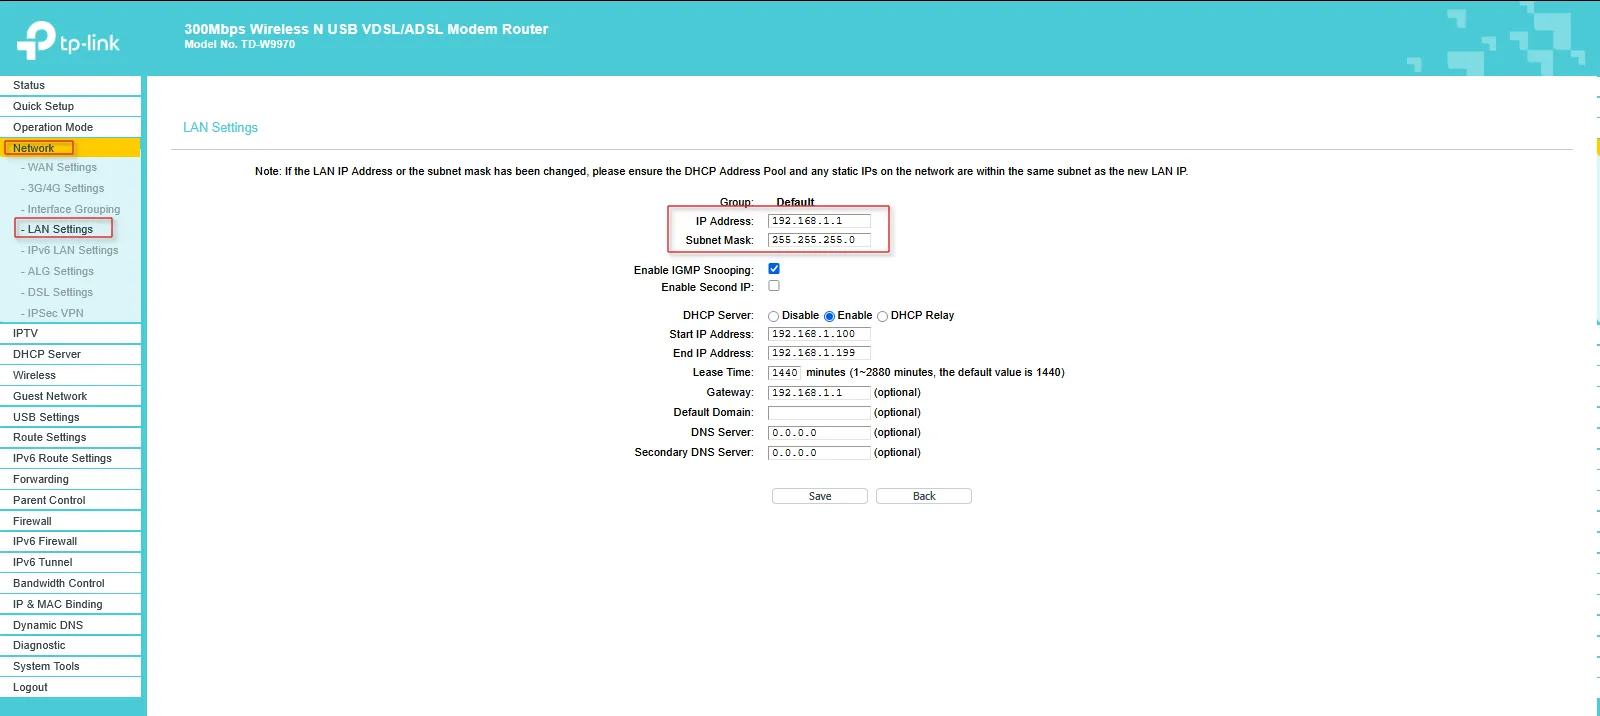 tp-link
300Mbps Wireless N USB VDSL/ADSL Modem Router
Model No. TD-W9970
Status
Quick Setup
Operation Mode
Network
- WAN Settings
- 3G/4G Settings
- Interface Grouping
- LAN Settings
- IPv6 LAN Settings
- ALG Settings
- DSL Settings
- IPSec VPN
IPTV
DHCP Server
Wireless
Guest Network
USB Settings
Route Settings
IPv6 Route Settings
Forwarding
Parent Control
Firewall
IPv6 Firewall
IPv6 Tunnel
Bandwidth Control
IP & MAC Binding
Dynamic DNS
Diagnostic
System Tools
Logout
LAN Settings
Note: If the LAN IP Address or the subnet mask has been changed, please ensure the DHCP Address Pool and any static IPs on the network are within the same subnet as the new LAN IP.
Group: Default
IP Address: 192.168.1.1
Subnet Mask: 255.255.255.0
Enable IGMP Snooping:
Enable Second IP:
DHCP Server: Disable Enable DHCP Relay
Start IP Address: 192.168.1.100
End IP Address: 192.168.1.199
Lease Time: 1440 minutes (1~2880 minutes, the default value is 1440)
Gateway: 192.168.1.1 (optional)
Default Domain: (optional)
DNS Server: 0.0.0.0 (optional)
Secondary DNS Server: 0.0.0.0 (optional)
Save Back